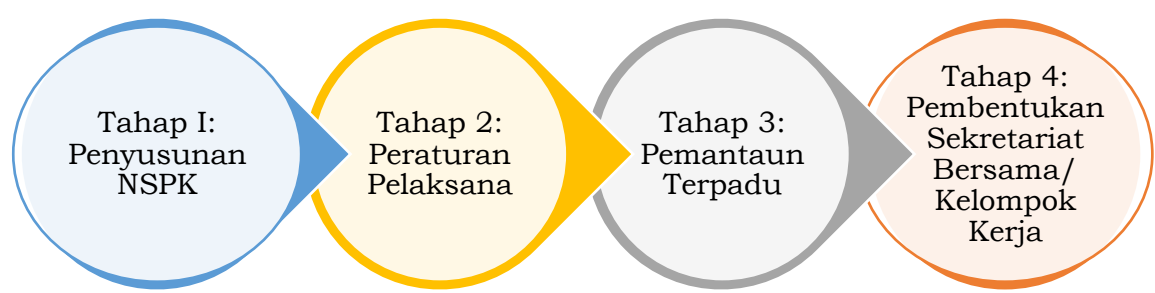 Tahap I:
Penyusunan
NSPK
Tahap 2:
Peraturan
Pelaksana
Tahap 3:
Pemantaun
Terpadu
Tahap 4:
Pembentukan
Sekretariat
Bersama/
Kelompok
Kerja